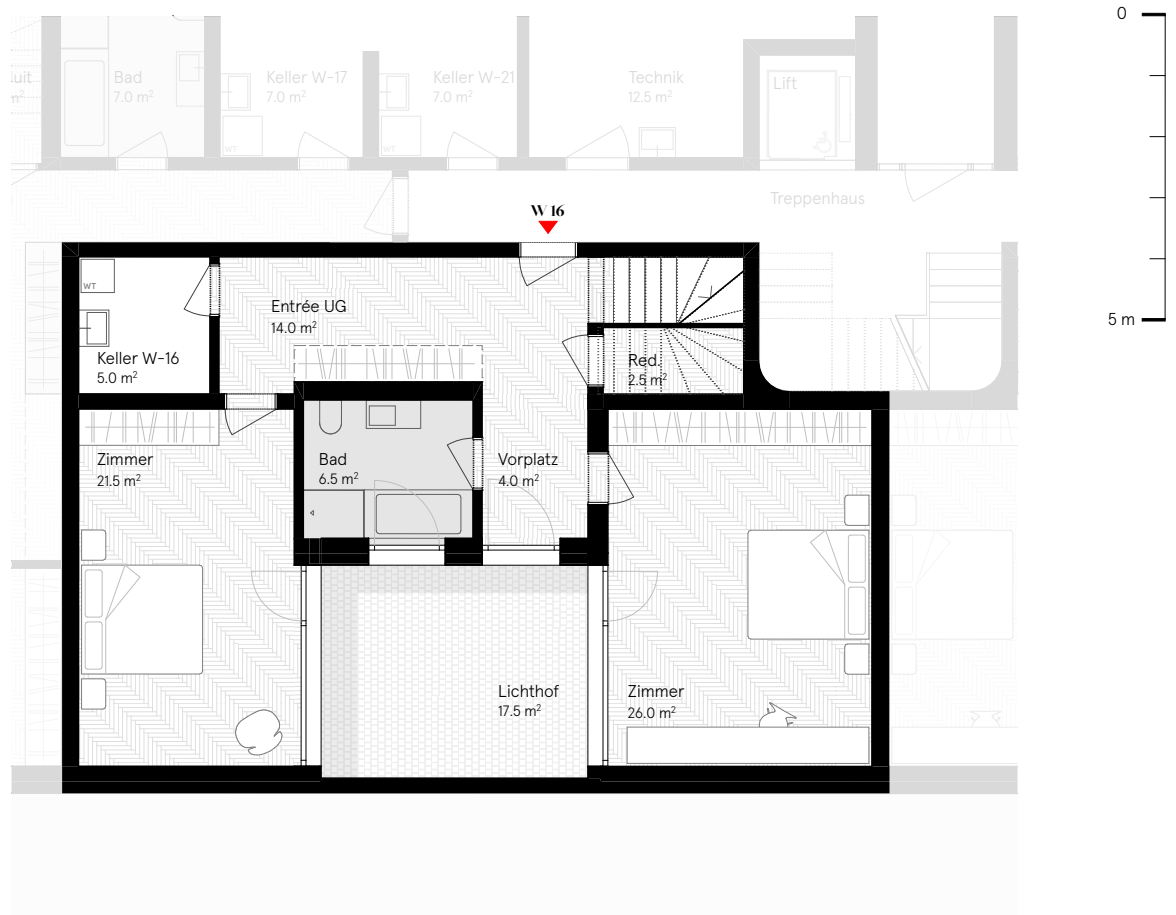 0
Bad
7.0 m²
Keller W-17
7.0 m²
Keller W-21
7.0 m²
Technik
12.5 m²
Lift
WT
WT
Treppenhaus
W 16
WT
Entrée UG
14.0 m²
5 m
Keller W-16
5.0 m²
Red.
2.5 m²
Zimmer
21.5 m²
Bad
6.5 m²
Vorplatz
4.0 m²
Lichthof
17.5 m²
Zimmer
26.0 m²